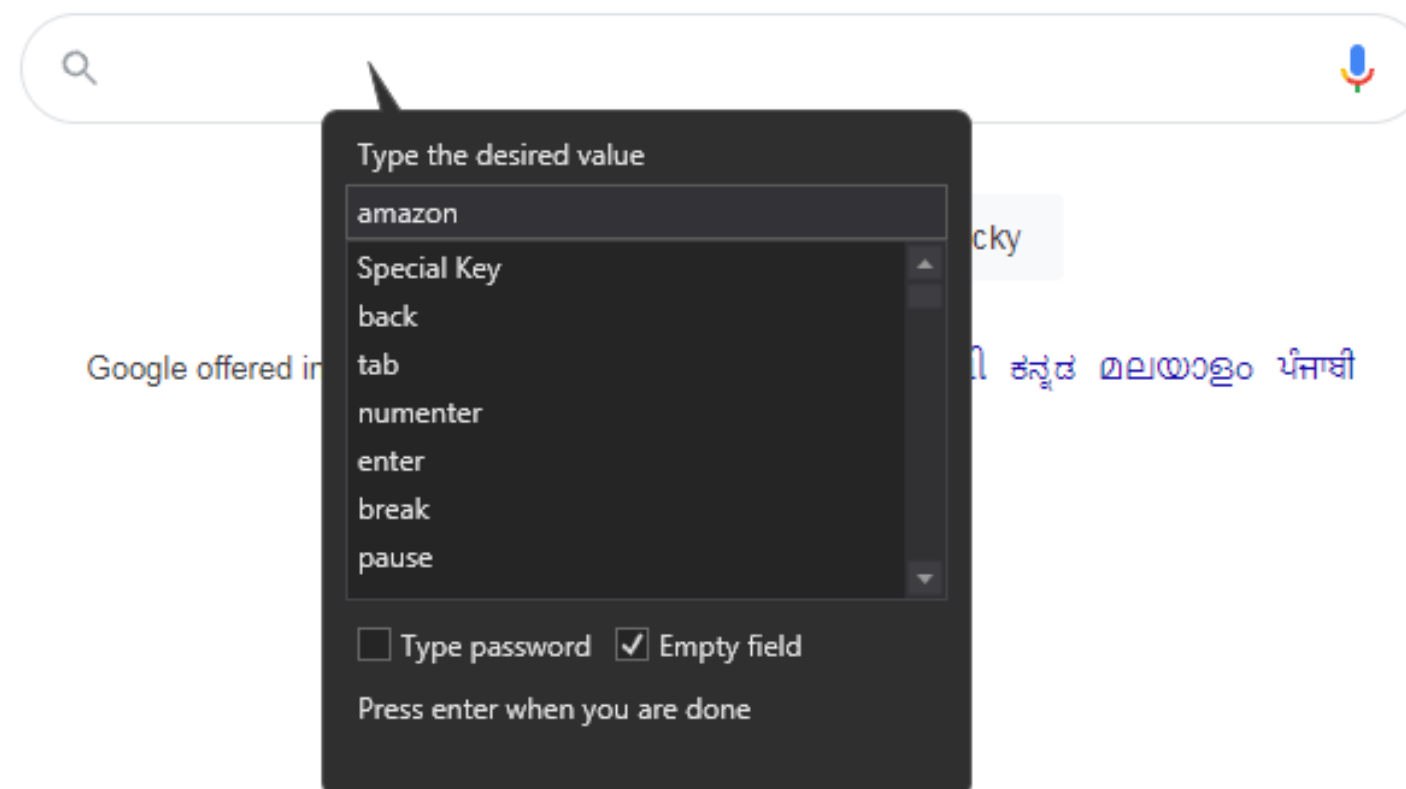 Type the desired value
amazon
cky
Special Key
back
tab
Google offered in ಕನ್ನಡ മലയാളം ਪੰਜਾਬੀ
numenter
enter
break
pause
Type password Empty field
Press enter when you are done